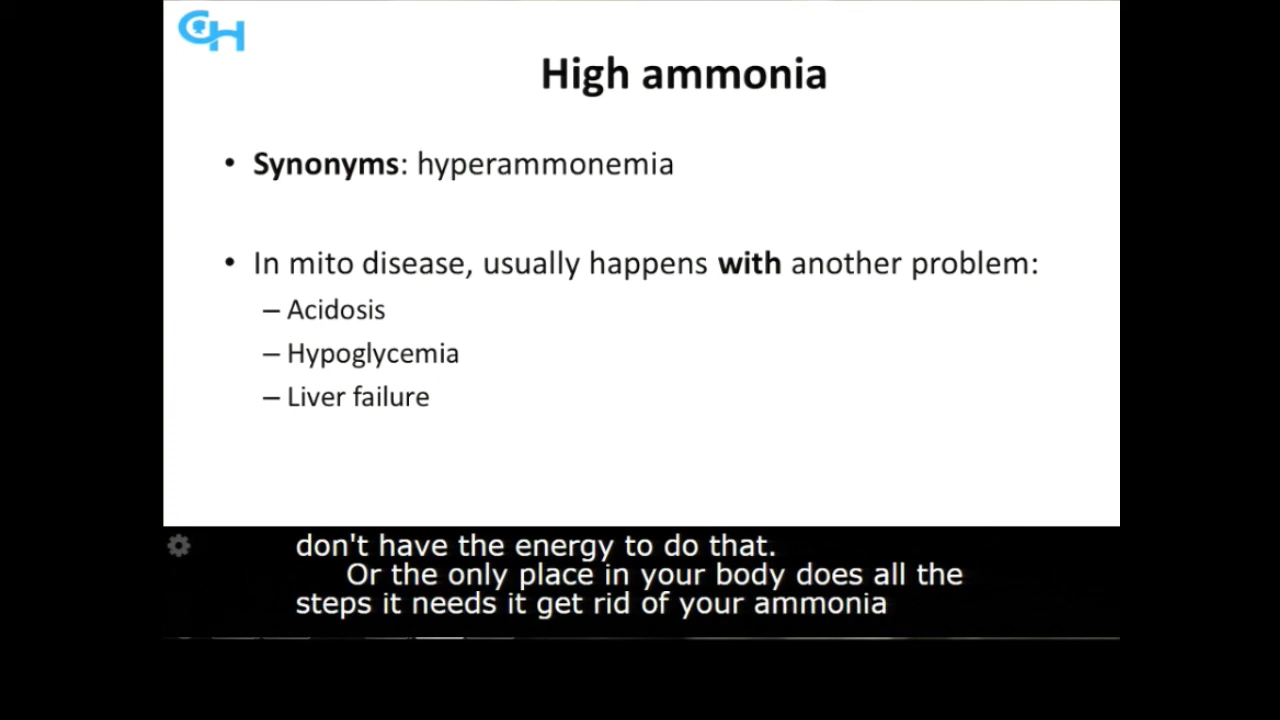 High ammonia
• Synonyms: hyperammonemia
• In mito disease, usually happens with another problem:
– Acidosis
– Hypoglycemia
– Liver failure
don't have the energy to do that.
Or the only place in your body does all the
steps it needs it get rid of your ammonia